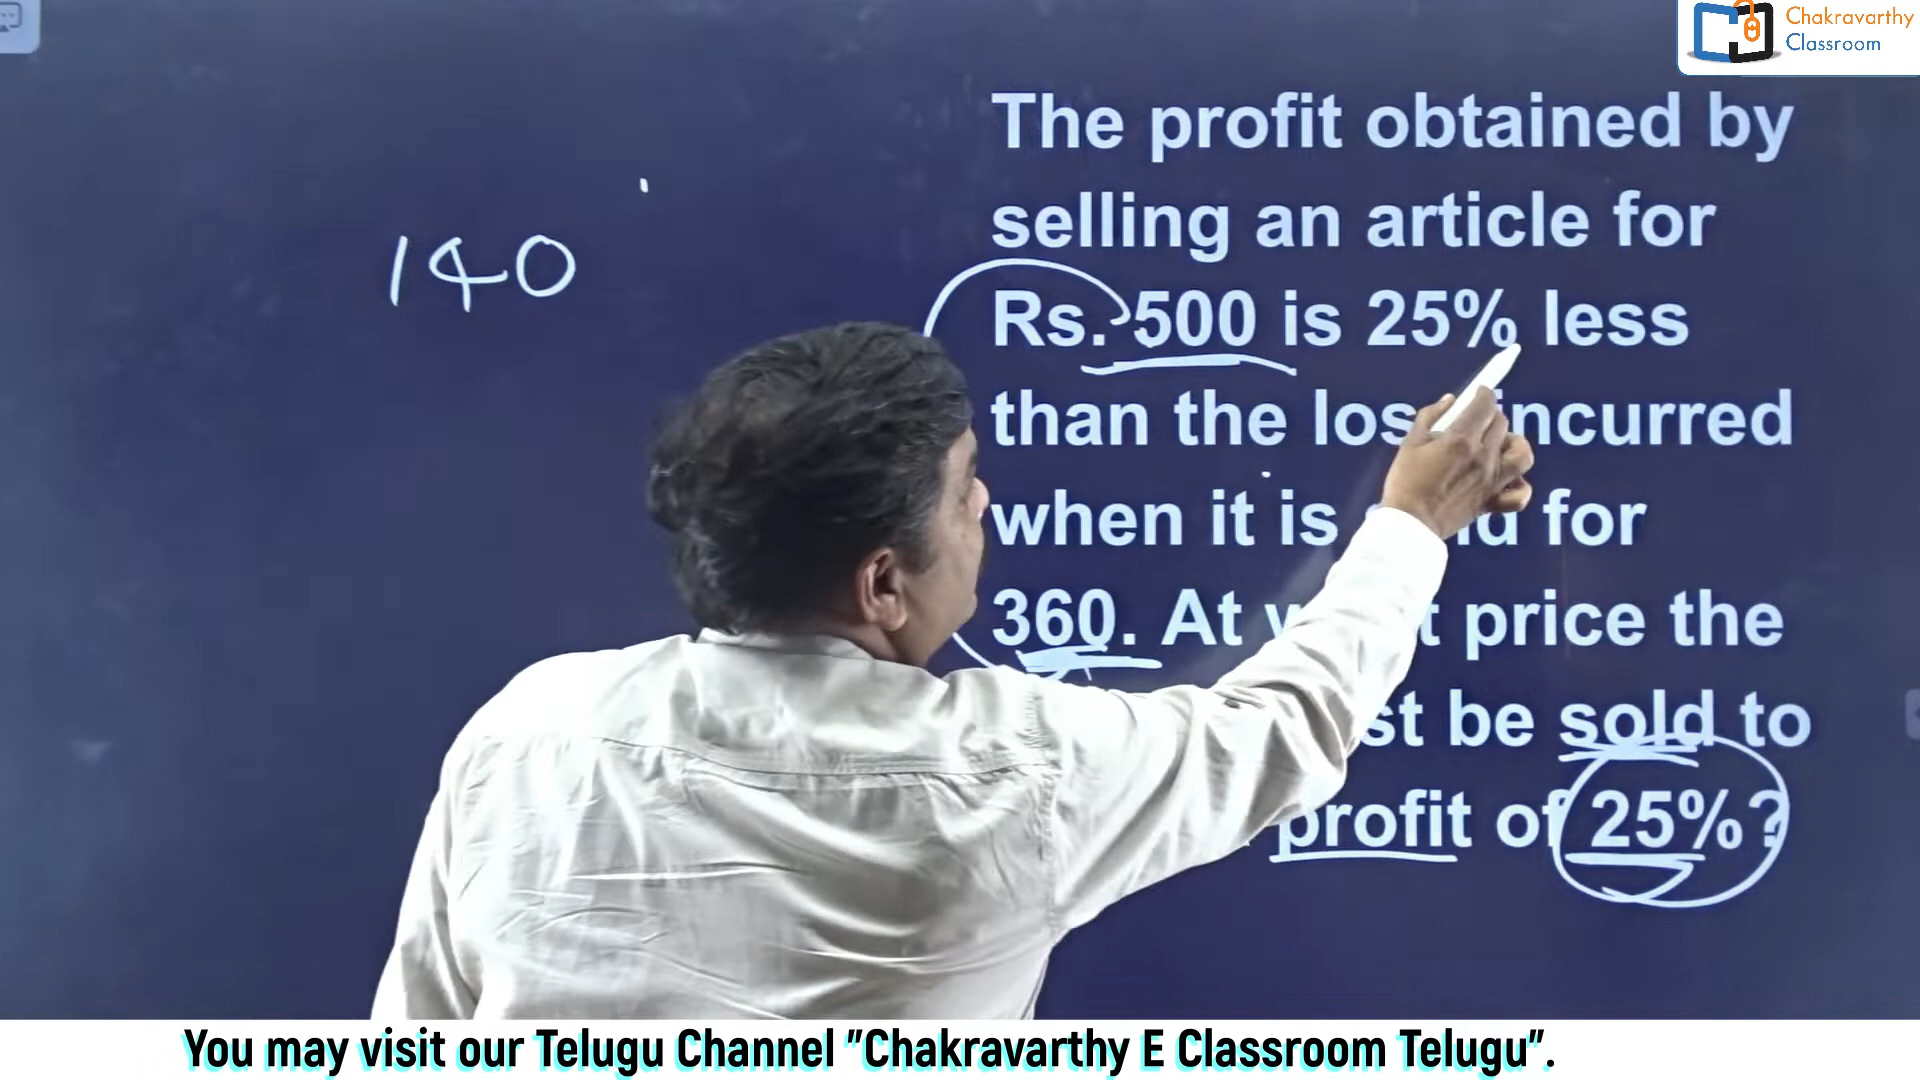 Chakravarthy
Classroom
The profit obtained by
selling an article for
Rs. 500 is 25% less
than the incurred
when it is for
360. At price the
be sold to
profit of 25%?
140
You may visit our Telugu Channel "Chakravarthy E Classroom Telugu".